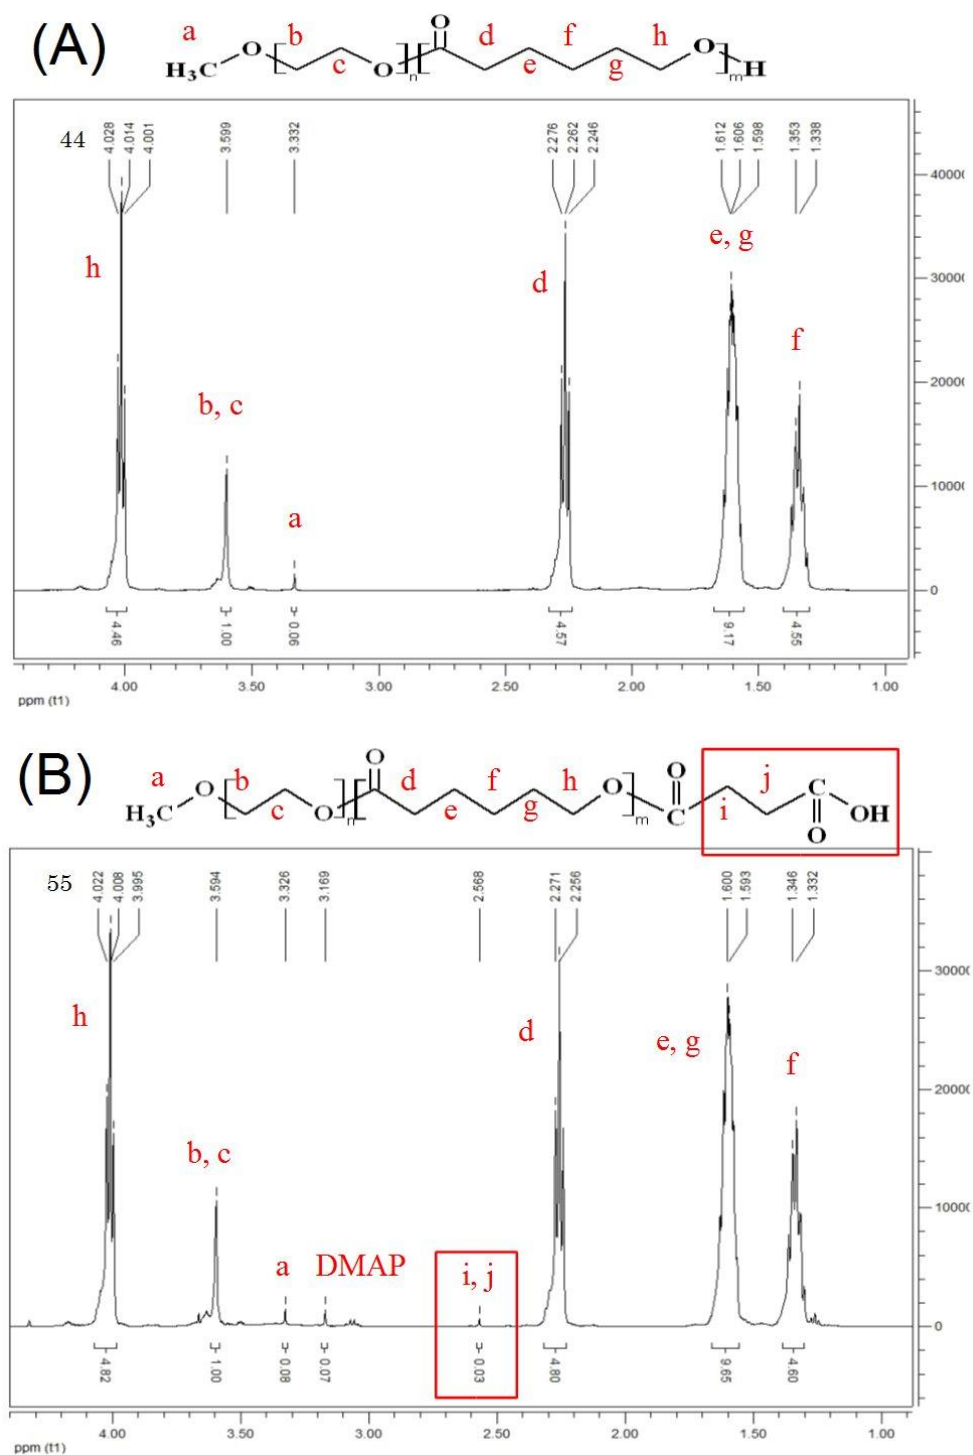 (A)
a
b
c
d
e
f
g
h
H₃C
O
O
n
O
O
m
H
44
4.028
4.014
4.001
3.599
3.332
2.276
2.262
2.246
1.612
1.606
1.598
1.353
1.338
h
b, c
a
d
e, g
f
40000
30000
20000
10000
0
4.46
1.00
0.06
4.57
9.17
4.55
4.00
3.50
3.00
2.50
2.00
1.50
1.00
ppm (t1)
(B)
a
b
c
d
e
f
g
h
i
j
H₃C
O
O
n
O
O
m
O
C
C
O
OH
55
4.022
4.008
3.995
3.594
3.326
3.169
2.568
2.271
2.256
1.600
1.593
1.346
1.332
h
b, c
a
DMAP
i, j
d
e, g
f
30000
20000
10000
0
4.82
1.00
0.08
0.07
0.03
4.80
9.65
4.60
4.00
3.50
3.00
2.50
2.00
1.50
1.00
ppm (t1)